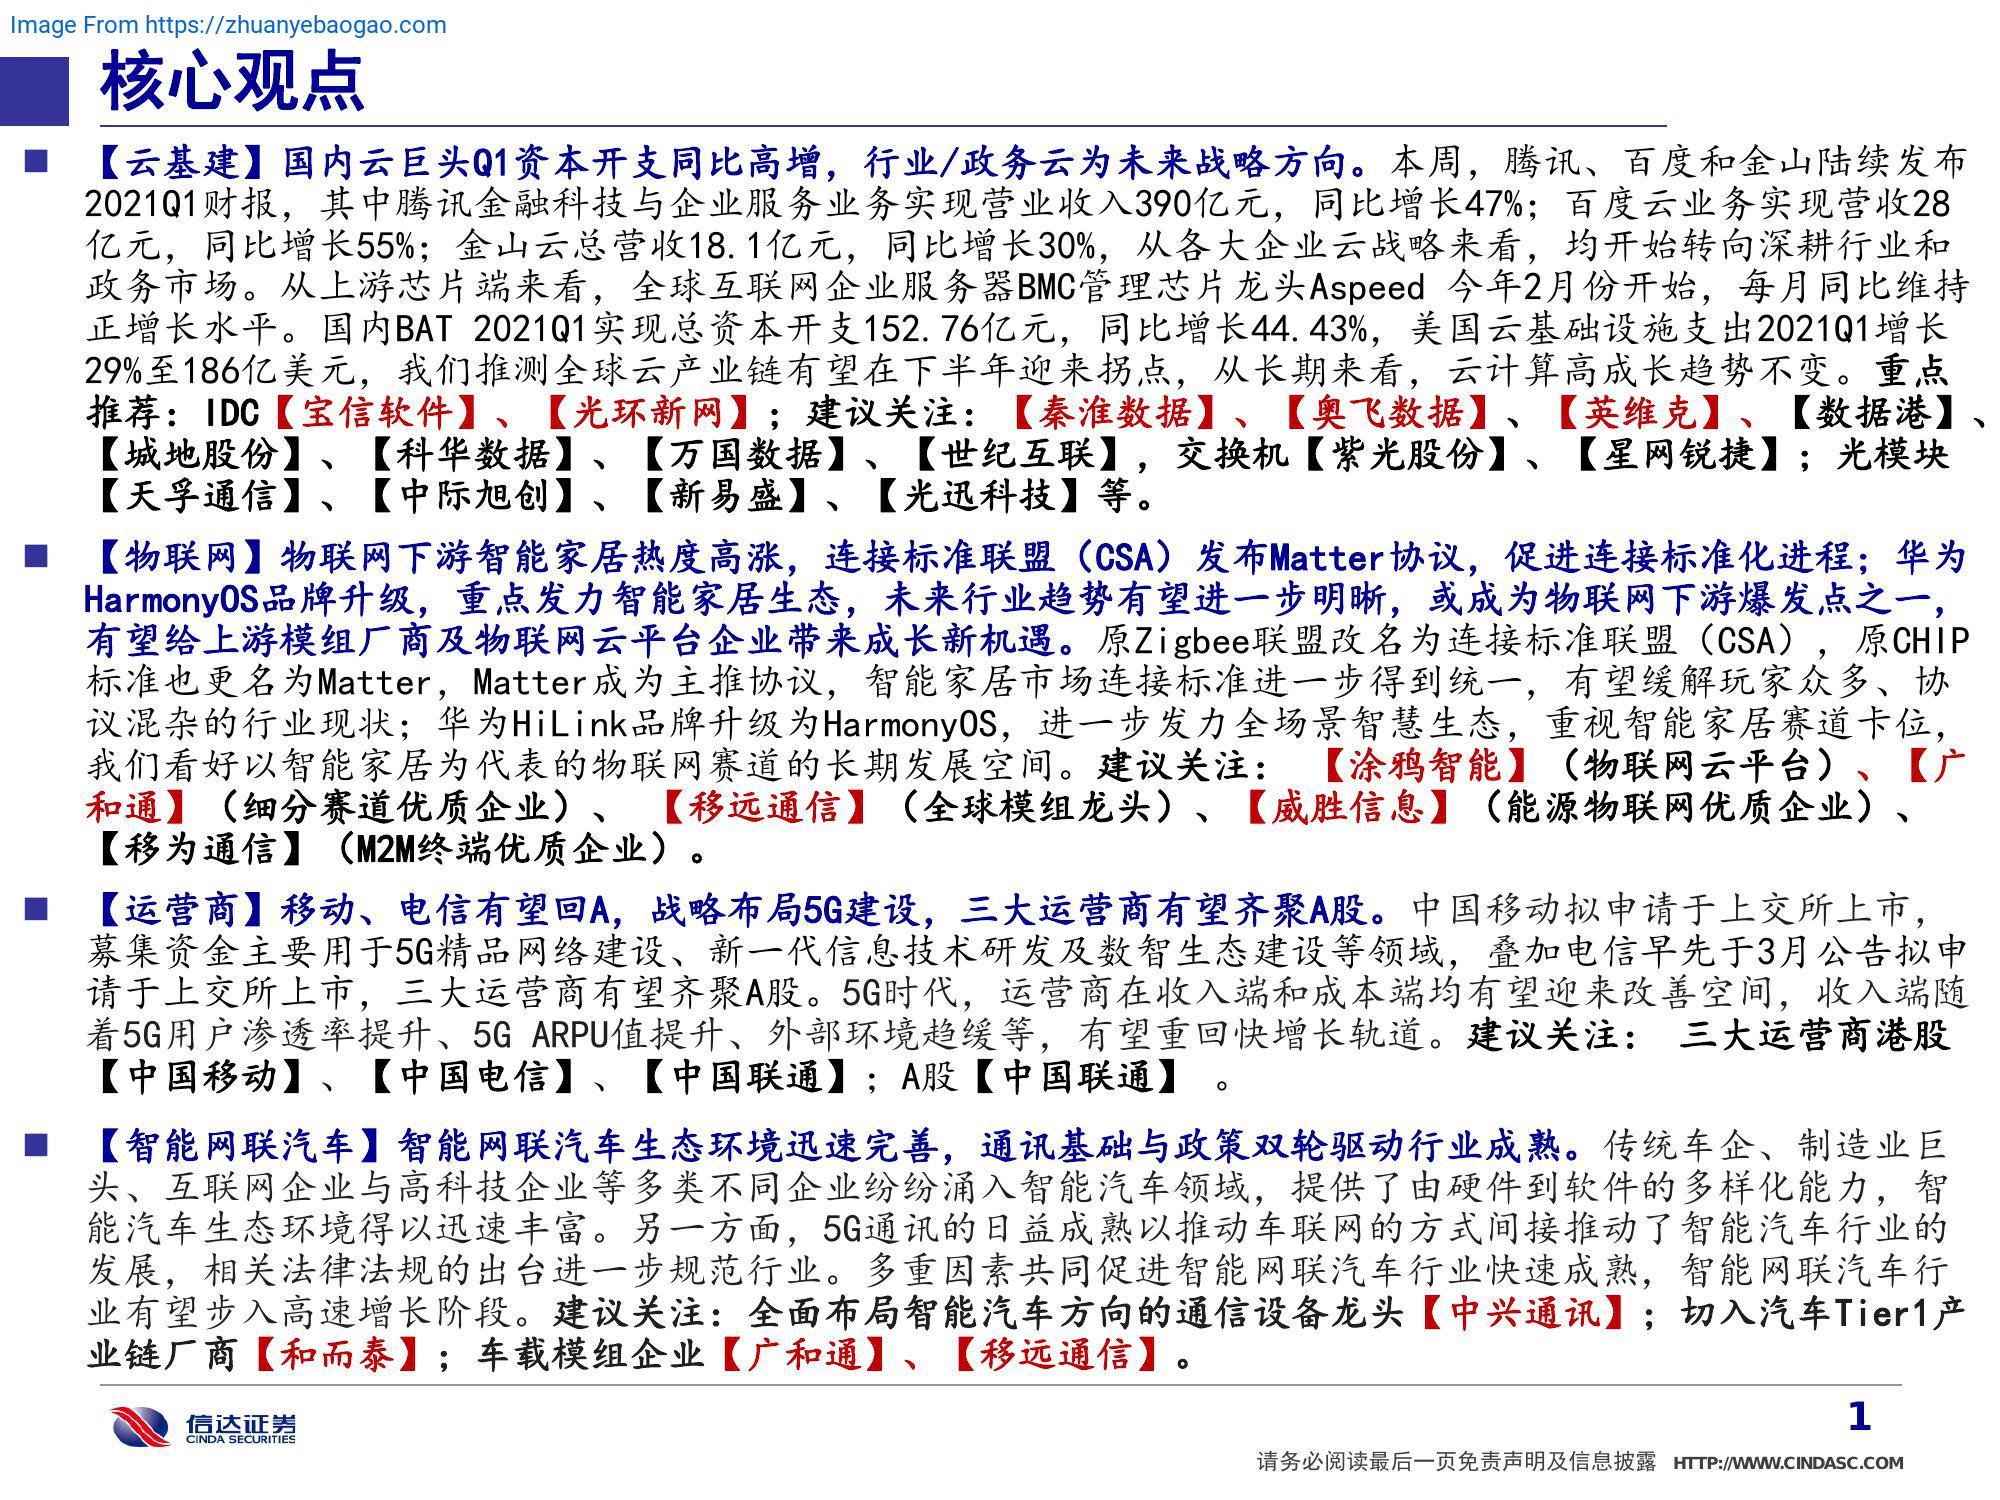 Image From https://zhuanyebaogao.com
核心观点
■ 【云基建】国内云巨头Q1资本开支同比高增，行业/政务云为未来战略方向。本周，腾讯、百度和金山陆续发布
2021Q1财报，其中腾讯金融科技与企业服务业务实现营业收入390亿元，同比增长47%；百度云业务实现营收28
亿元，同比增长55%；金山云总营收18.1亿元，同比增长30%，从各大企业云战略来看，均开始转向深耕行业和
政务市场。从上游芯片端来看，全球互联网企业服务器BMC管理芯片龙头Aspeed 今年2月份开始，每月同比维持
正增长水平。国内BAT 2021Q1实现总资本开支152.76亿元，同比增长44.43%，美国云基础设施支出2021Q1增长
29%至186亿美元，我们推测全球云产业链有望在下半年迎来拐点，从长期来看，云计算高成长趋势不变。重点
推荐：IDC【宝信软件】、【光环新网】；建议关注：【秦淮数据】、【奥飞数据】、【英维克】、【数据港】、
【城地股份】、【科华数据】、【万国数据】、【世纪互联】，交换机【紫光股份】、【星网锐捷】；光模块
【天孚通信】、【中际旭创】、【新易盛】、【光迅科技】等。
■ 【物联网】物联网下游智能家居热度高涨，连接标准联盟（CSA）发布Matter协议，促进连接标准化进程；华为
HarmonyOS品牌升级，重点发力智能家居生态，未来行业趋势有望进一步明晰，或成为物联网下游爆发点之一，
有望给上游模组厂商及物联网云平台企业带来成长新机遇。原Zigbee联盟改名为连接标准联盟（CSA），原CHIP
标准也更名为Matter，Matter成为主推协议，智能家居市场连接标准进一步得到统一，有望缓解玩家众多、协
议混杂的行业现状；华为HiLink品牌升级为HarmonyOS，进一步发力全场景智慧生态，重视智能家居赛道卡位，
我们看好以智能家居为代表的物联网赛道的长期发展空间。建议关注： 【涂鸦智能】（物联网云平台）、【广
和通】（细分赛道优质企业）、 【移远通信】（全球模组龙头）、【威胜信息】（能源物联网优质企业）、
【移为通信】（M2M终端优质企业）。
■ 【运营商】移动、电信有望回A，战略布局5G建设，三大运营商有望齐聚A股。中国移动拟申请于上交所上市，
募集资金主要用于5G精品网络建设、新一代信息技术研发及数智生态建设等领域，叠加电信早先于3月公告拟申
请于上交所上市，三大运营商有望齐聚A股。5G时代，运营商在收入端和成本端均有望迎来改善空间，收入端随
着5G用户渗透率提升、5G ARPU值提升、外部环境趋缓等，有望重回快增长轨道。建议关注： 三大运营商港股
【中国移动】、【中国电信】、【中国联通】；A股【中国联通】 。
■ 【智能网联汽车】智能网联汽车生态环境迅速完善，通讯基础与政策双轮驱动行业成熟。传统车企、制造业巨
头、互联网企业与高科技企业等多类不同企业纷纷涌入智能汽车领域，提供了由硬件到软件的多样化能力，智
能汽车生态环境得以迅速丰富。另一方面，5G通讯的日益成熟以推动车联网的方式间接推动了智能汽车行业的
发展，相关法律法规的出台进一步规范行业。多重因素共同促进智能网联汽车行业快速成熟，智能网联汽车行
业有望步入高速增长阶段。建议关注：全面布局智能汽车方向的通信设备龙头【中兴通讯】；切入汽车Tier1产
业链厂商【和而泰】；车载模组企业【广和通】、【移远通信】。
信达证券
CINDA SECURITIES
1
请务必阅读最后一页免责声明及信息披露 HTTP://WWW.CINDASC.COM